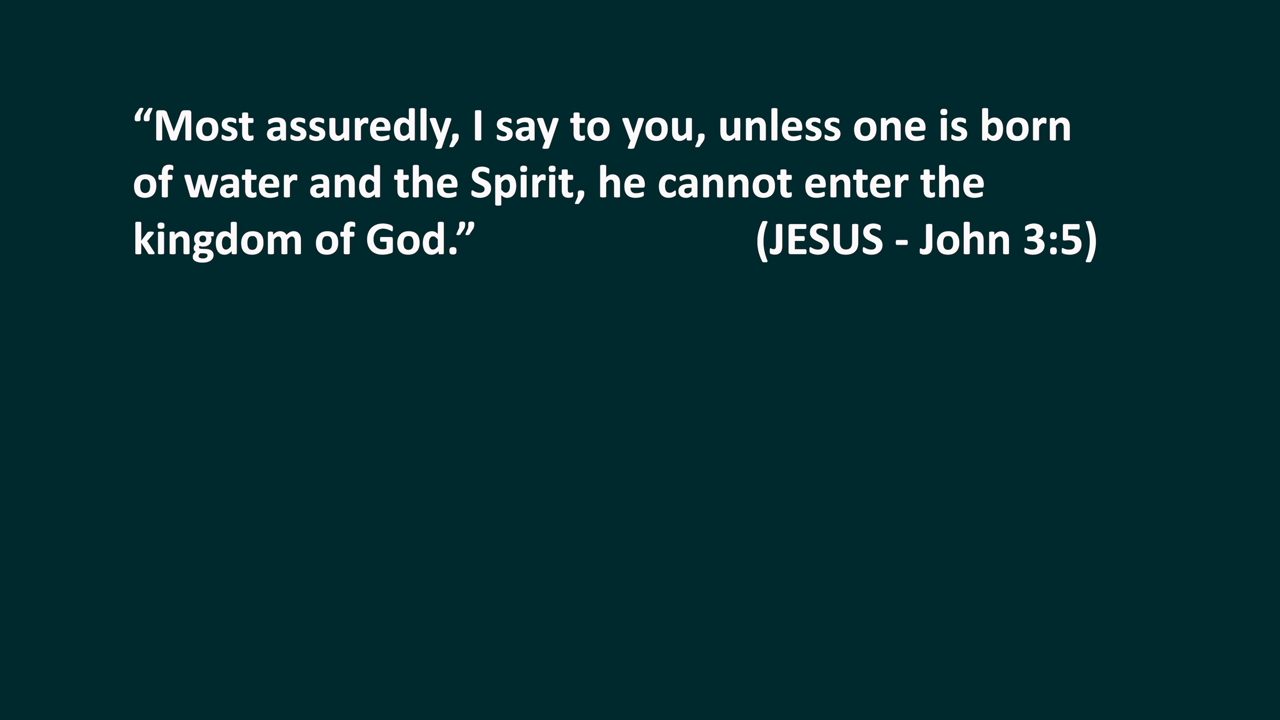 “Most assuredly, I say to you, unless one is born
of water and the Spirit, he cannot enter the
kingdom of God.” (JESUS - John 3:5)